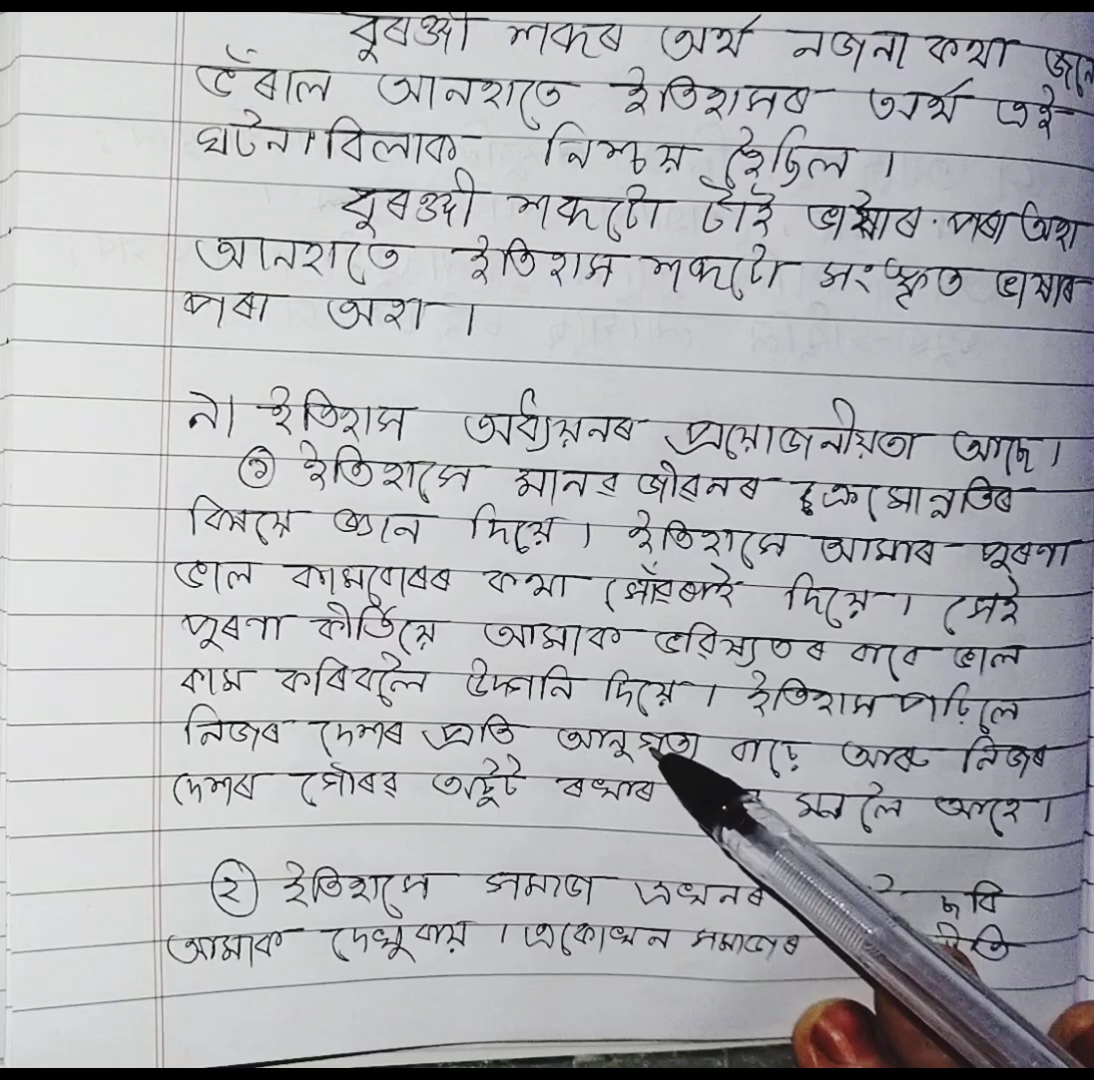 বুৰঞ্জী শব্দৰ অৰ্থ নজনা কথা
ভঁৰাল আনহাতে ইতিহাসৰ অৰ্থ এই
ঘটনাবিলাক নিশ্চয় হৈছিল ।
বুৰঞ্জী শব্দটো টাই ভাষাৰ পৰা অহা
আনহাতে ইতিহাস শব্দটো সংস্কৃত ভাষাৰ
পৰা অহা ।
ন। ইতিহাস অধ্যয়নৰ প্ৰয়োজনীয়তা আছে।
① ইতিহাসে মানৱ জীৱনৰ ক্ৰমোন্নতিৰ
বিষয়ে জ্ঞান দিয়ে। ইতিহাসে আমাৰ পুৰণা
ভাল কামবোৰৰ কথা সোঁৱৰাই দিয়ে। সেই
পুৰণা কীৰ্তিয়ে আমাক ভৱিষ্যতৰ বাবে ভাল
কাম কৰিবলৈ উদগনি দিয়ে। ইতিহাস পঢ়িলে
নিজৰ দেশৰ প্ৰতি আনুগত্য বাঢ়ে আৰু নিজৰ
দেশৰ গৌৰৱ অটুট ৰখাৰ মনলৈ আহে।
② ইতিহাসে সমাজ এখনৰ ছবি
আমাক দেখুৱায় । একোখন সমাজৰ